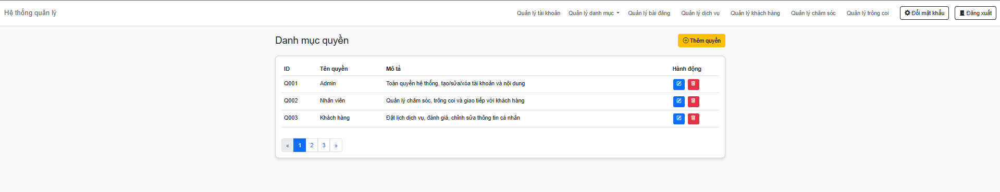 Hệ thống quản lý
Quản lý tài khoản Quản lý danh mục Quản lý bài đăng Quản lý dịch vụ Quản lý khách hàng Quản lý chăm sóc Quản lý trông coi Đổi mật khẩu Đăng xuất
Danh mục quyền
Thêm quyền
ID Tên quyền Mô tả Hành động
Q001 Admin Toàn quyền hệ thống, tạo/sửa/xóa tài khoản và nội dung
Q002 Nhân viên Quản lý chăm sóc, trông coi và giao tiếp với khách hàng
Q003 Khách hàng Đặt lịch dịch vụ, đánh giá, chỉnh sửa thông tin cá nhân
« 1 2 3 »